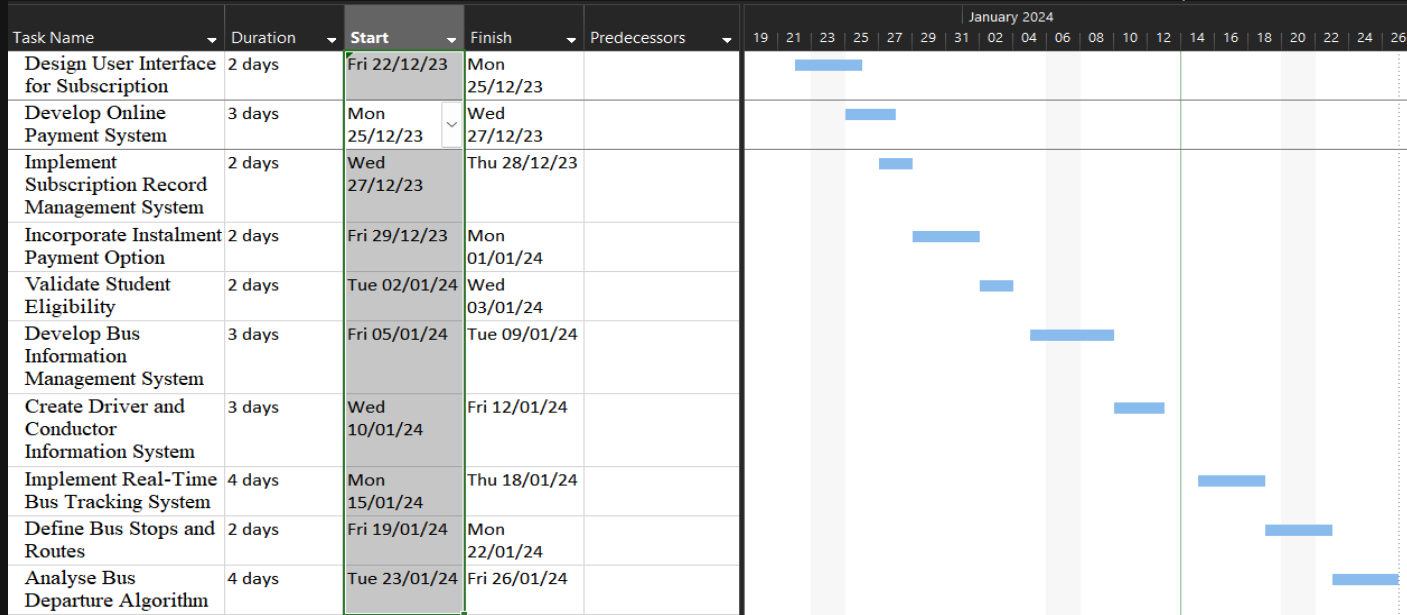 January 2024
Task Name Duration Start Finish Predecessors 19 21 23 25 27 29 31 02 04 06 08 10 12 14 16 18 20 22 24 26
Design User Interface 2 days Fri 22/12/23 Mon
for Subscription 25/12/23
Develop Online 3 days Mon Wed
Payment System 25/12/23 27/12/23
Implement 2 days Wed Thu 28/12/23
Subscription Record 27/12/23
Management System
Incorporate Instalment 2 days Fri 29/12/23 Mon
Payment Option 01/01/24
Validate Student 2 days Tue 02/01/24 Wed
Eligibility 03/01/24
Develop Bus 3 days Fri 05/01/24 Tue 09/01/24
Information
Management System
Create Driver and 3 days Wed Fri 12/01/24
Conductor 10/01/24
Information System
Implement Real-Time 4 days Mon Thu 18/01/24
Bus Tracking System 15/01/24
Define Bus Stops and 2 days Fri 19/01/24 Mon
Routes 22/01/24
Analyse Bus 4 days Tue 23/01/24 Fri 26/01/24
Departure Algorithm